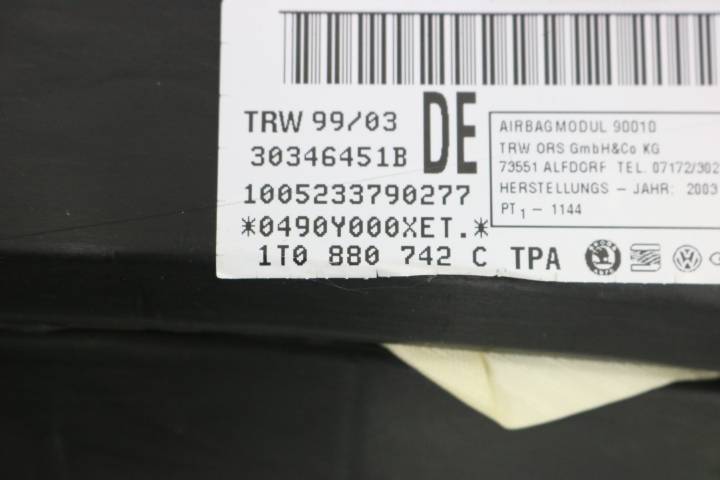 TRW 99/03
30346451B
DE
1005233790277
*0490Y000XET.*
1T0 880 742 C TPA
AIRBAGMODUL 90010
TRW ORS GmbH&Co KG
73551 ALFDORF TEL. 07172/302
HERSTELLUNGS - JAHR: 2003
PT1 - 1144